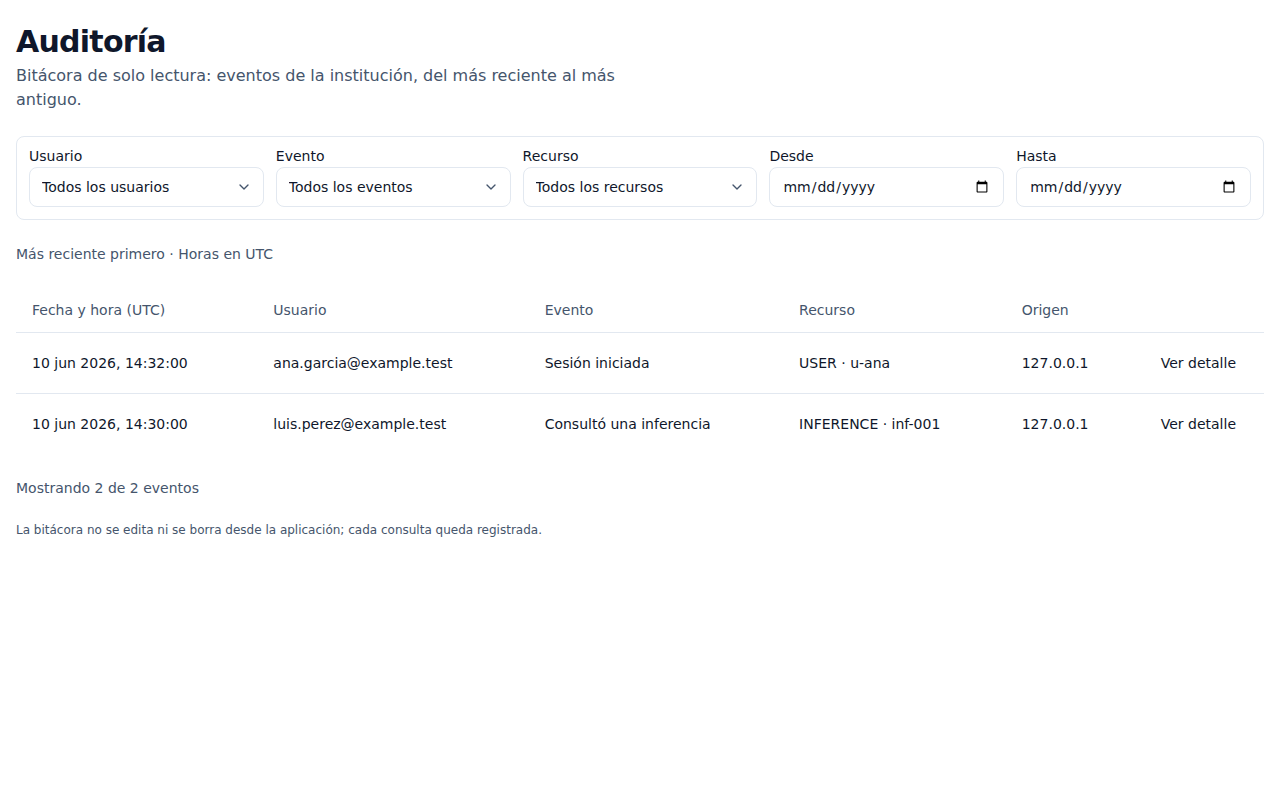 Auditoría
Bitácora de solo lectura: eventos de la institución, del más reciente al más
antiguo.
Usuario Evento Recurso Desde Hasta
Todos los usuarios Todos los eventos Todos los recursos mm/dd/yyyy mm/dd/yyyy
Más reciente primero · Horas en UTC
Fecha y hora (UTC) Usuario Evento Recurso Origen
10 jun 2026, 14:32:00 ana.garcia@example.test Sesión iniciada USER · u-ana 127.0.0.1 Ver detalle
10 jun 2026, 14:30:00 luis.perez@example.test Consultó una inferencia INFERENCE · inf-001 127.0.0.1 Ver detalle
Mostrando 2 de 2 eventos
La bitácora no se edita ni se borra desde la aplicación; cada consulta queda registrada.